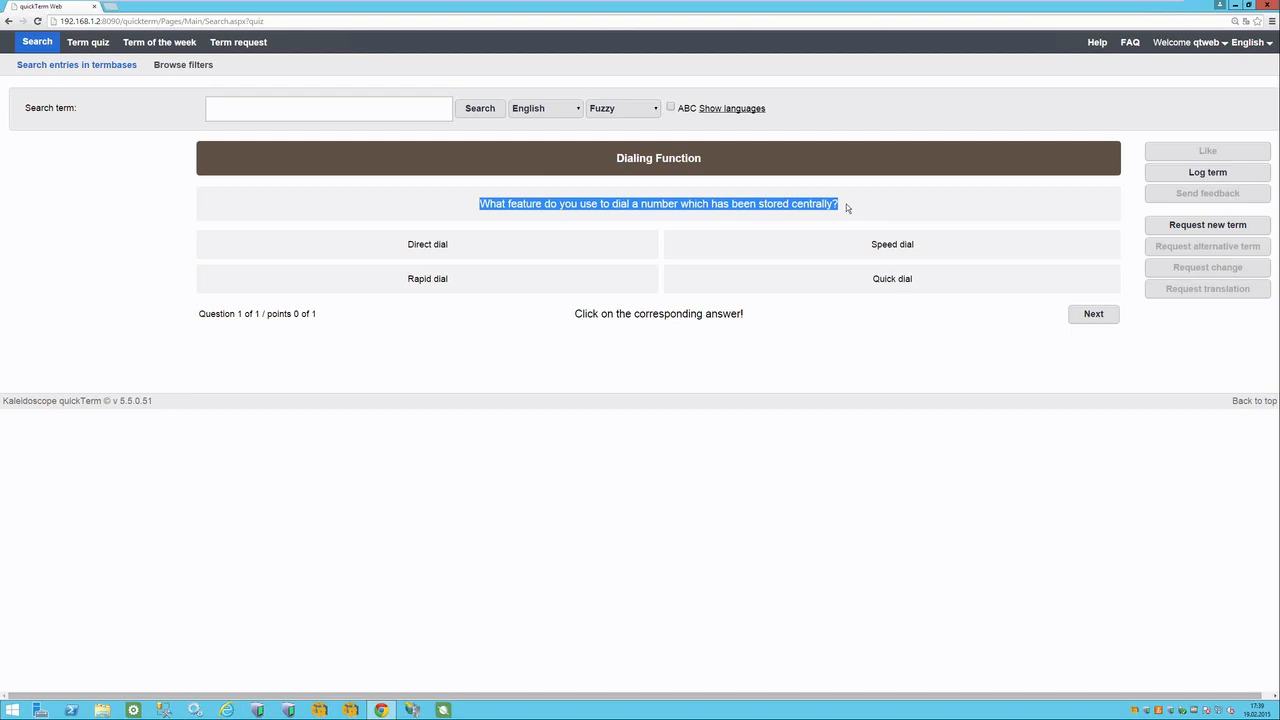 quickTerm Web
192.168.1.2:8090/quickterm/Pages/Main/Search.aspx?quiz
Search Term quiz Term of the week Term request Help FAQ Welcome qtweb English
Search entries in termbases Browse filters
Search term: Search English Fuzzy ABC Show languages
Dialing Function
What feature do you use to dial a number which has been stored centrally?
Direct dial Speed dial
Rapid dial Quick dial
Question 1 of 1 / points 0 of 1 Click on the corresponding answer! Next
Like
Log term
Send feedback
Request new term
Request alternative term
Request change
Request translation
Kaleidoscope quickTerm © v 5.5.0.51 Back to top
17:39
19.02.2015